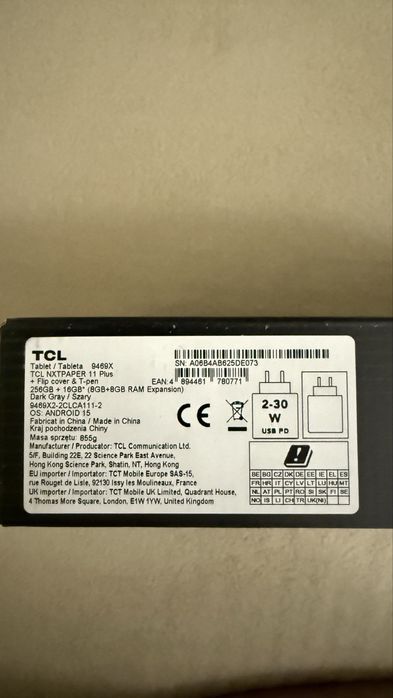 TCL
Tablet / Tableta 9469X
TCL NXTPAPER 11 Plus
+ Flip cover & T-pen
256GB + 16GB* (8GB+8GB RAM Expansion)
Dark Gray / Szary
9469X2-2CLCA111-2
OS: ANDROID 15
Fabricat in China / Made in China
Kraj pochodzenia Chiny
Masa sprzętu: 855g
Manufacturer / Producator: TCL Communication Ltd.
5/F, Building 22E, 22 Science Park East Avenue,
Hong Kong Science Park, Shatin, NT, Hong Kong
EU importer / Importator: TCT Mobile Europe SAS-15,
rue Rouget de Lisle, 92130 Issy les Moulineaux, France
UK importer / Importator: TCT Mobile UK Limited, Quadrant House,
4 Thomas More Square, London, E1W 1YW, United Kingdom
SN: A06B4AB625DE073
EAN: 4 894461 780771
CE
2-30
W
USB PD
BE BG CZ DK DE EE IE EL ES
FR HR IT CY LV LT LU HU MT
NL AT PL PT RO SI SK FI SE
NO IS LI CH TR UK(NI)